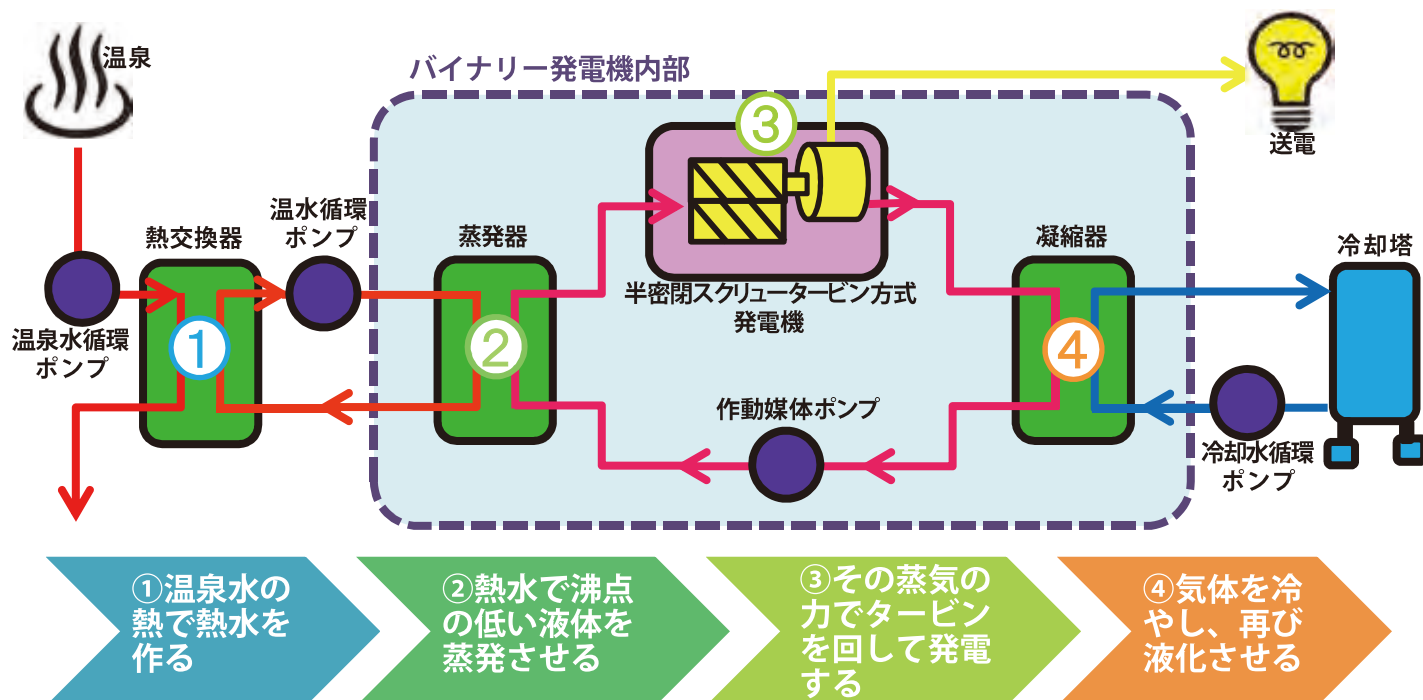 温泉
バイナリー発電機内部
③
送電
温水循環
ポンプ
熱交換器
蒸発器
凝縮器
冷却塔
半密閉スクリュータービン方式
発電機
温泉水循環
ポンプ
①
②
④
作動媒体ポンプ
冷却水循環
ポンプ
①温泉水の
熱で熱水を
作る
②熱水で沸点
の低い液体を
蒸発させる
③その蒸気の
力でタービン
を回して発電
する
④気体を冷
やし、再び
液化させる